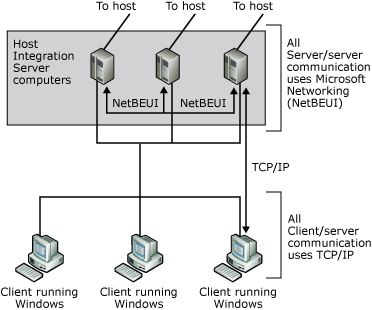 To host To host To host
Host
Integration
Server
computers
NetBEUI NetBEUI
All
Server/server
communication
uses Microsoft
Networking
(NetBEUI)
TCP/IP
All
Client/server
communication
uses TCP/IP
Client running
Windows
Client running
Windows
Client running
Windows